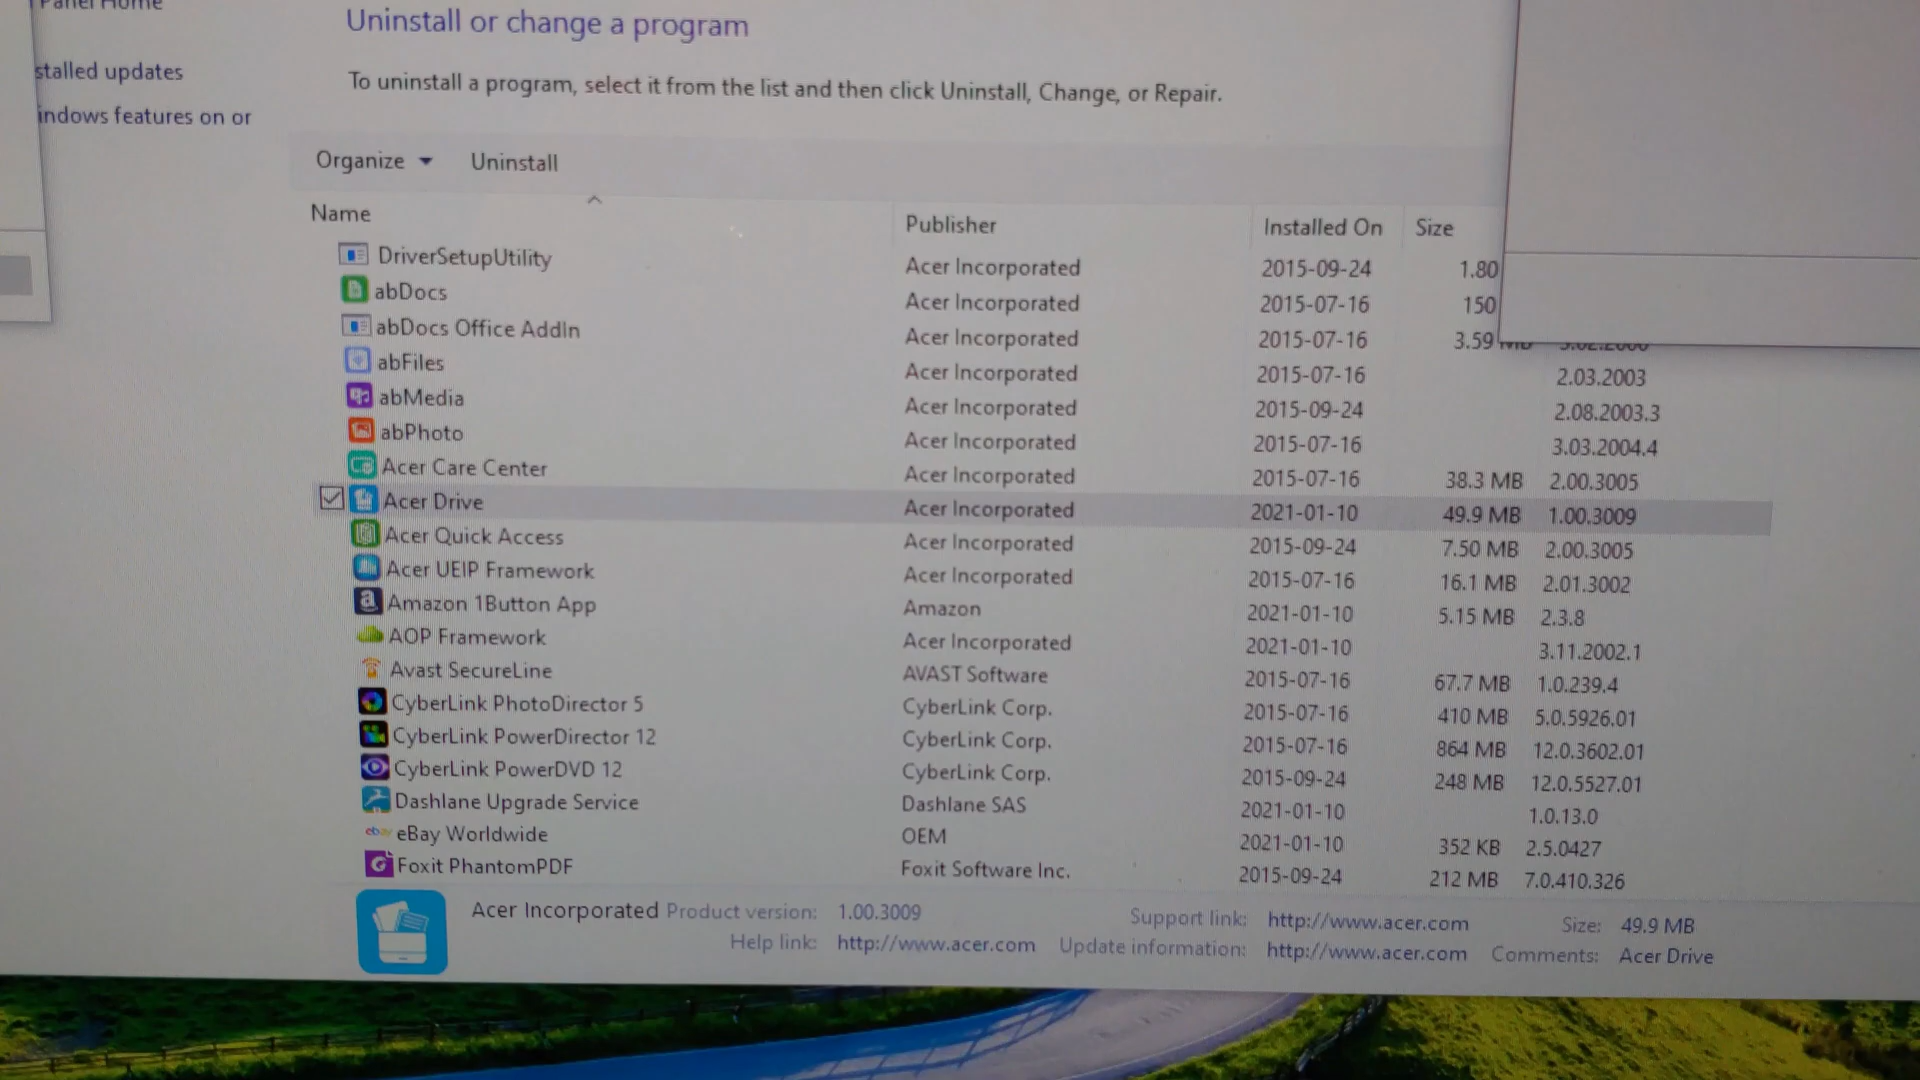 Panel Home
Uninstall or change a program
stalled updates
To uninstall a program, select it from the list and then click Uninstall, Change, or Repair.
indows features on or
Organize Uninstall
Name Publisher Installed On Size
DriverSetupUtility Acer Incorporated 2015-09-24 1.80
abDocs Acer Incorporated 2015-07-16 150
abDocs Office AddIn Acer Incorporated 2015-07-16 3.59 MB
abFiles Acer Incorporated 2015-07-16 2.03.2003
abMedia Acer Incorporated 2015-09-24 2.08.2003.3
abPhoto Acer Incorporated 2015-07-16 3.03.2004.4
Acer Care Center Acer Incorporated 2015-07-16 38.3 MB 2.00.3005
Acer Drive Acer Incorporated 2021-01-10 49.9 MB 1.00.3009
Acer Quick Access Acer Incorporated 2015-09-24 7.50 MB 2.00.3005
Acer UEIP Framework Acer Incorporated 2015-07-16 16.1 MB 2.01.3002
Amazon 1Button App Amazon 2021-01-10 5.15 MB 2.3.8
AOP Framework Acer Incorporated 2021-01-10 3.11.2002.1
Avast SecureLine AVAST Software 2015-07-16 67.7 MB 1.0.239.4
CyberLink PhotoDirector 5 CyberLink Corp. 2015-07-16 410 MB 5.0.5926.01
CyberLink PowerDirector 12 CyberLink Corp. 2015-07-16 864 MB 12.0.3602.01
CyberLink PowerDVD 12 CyberLink Corp. 2015-09-24 248 MB 12.0.5527.01
Dashlane Upgrade Service Dashlane SAS 2021-01-10 1.0.13.0
eBay Worldwide OEM 2021-01-10 352 KB 2.5.0427
Foxit PhantomPDF Foxit Software Inc. 2015-09-24 212 MB 7.0.410.326
Acer Incorporated Product version: 1.00.3009 Support link: http://www.acer.com Size: 49.9 MB
Help link: http://www.acer.com Update information: http://www.acer.com Comments: Acer Drive